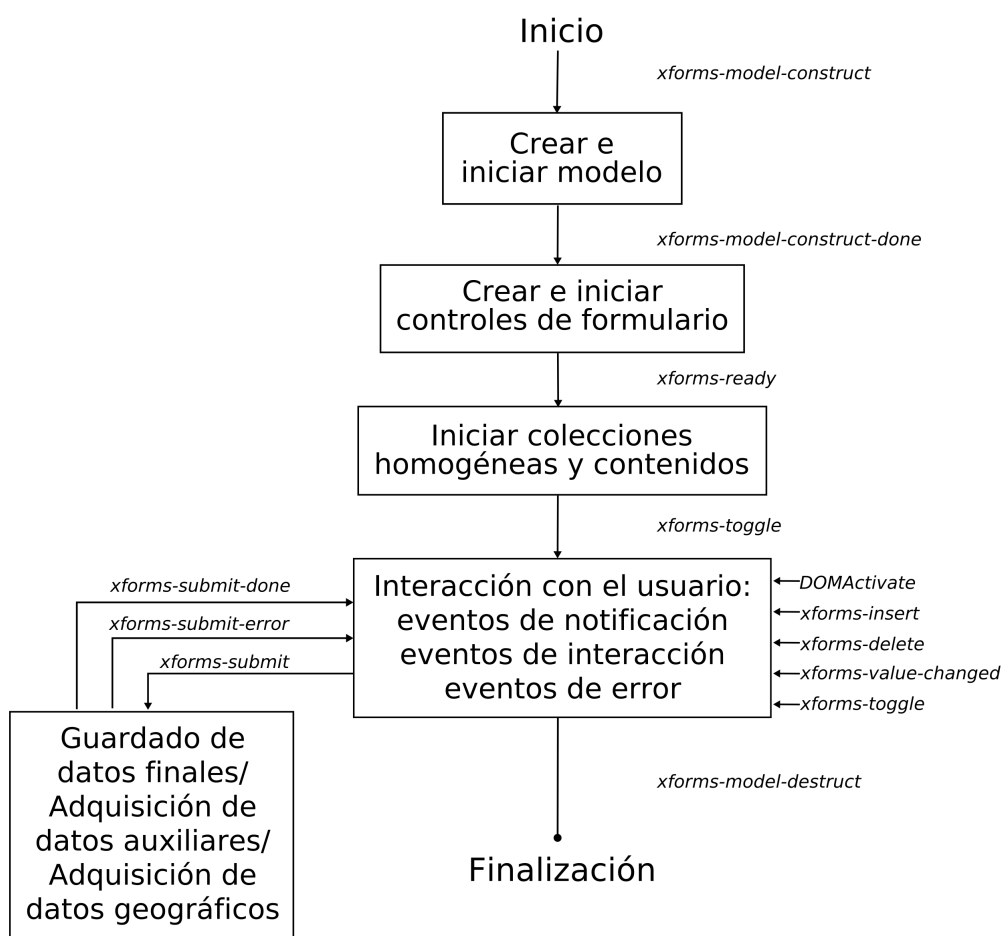 Inicio
xforms-model-construct
Crear e
iniciar modelo
xforms-model-construct-done
Crear e iniciar
controles de formulario
xforms-ready
Iniciar colecciones
homogéneas y contenidos
xforms-toggle
Interacción con el usuario:
eventos de notificación
eventos de interacción
eventos de error
DOMActivate
xforms-insert
xforms-delete
xforms-value-changed
xforms-toggle
xforms-submit-done
xforms-submit-error
xforms-submit
Guardado de
datos finales/
Adquisición de
datos auxiliares/
Adquisición de
datos geográficos
xforms-model-destruct
Finalización